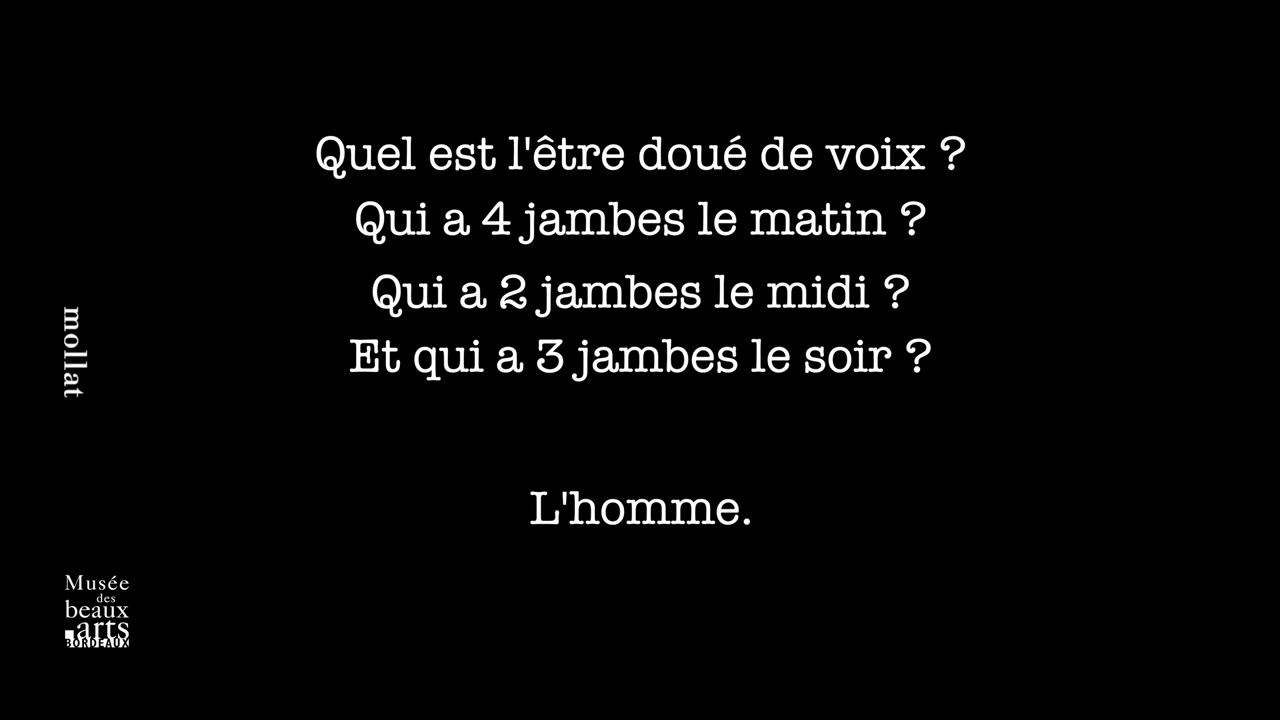 Quel est l'être doué de voix ?
Qui a 4 jambes le matin ?
Qui a 2 jambes le midi ?
Et qui a 3 jambes le soir ?
L'homme.
mollat
Musée
des
beaux
arts
BORDEAUX